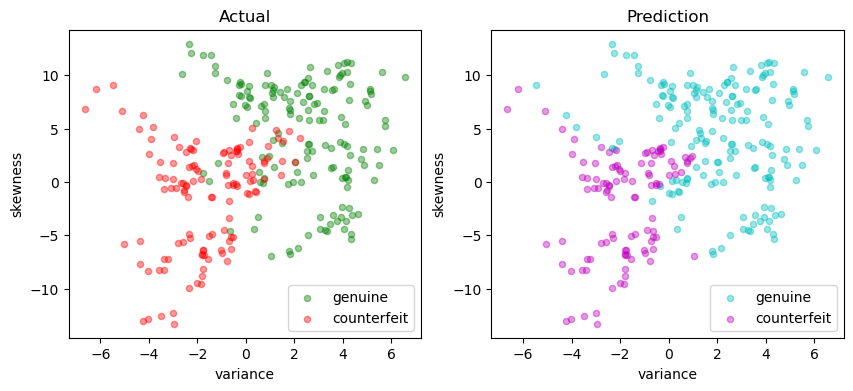 Actual
10
5
0
−5
−10
skewness
−6 −4 −2 0 2 4 6
variance
genuine
counterfeit
Prediction
10
5
0
−5
−10
skewness
−6 −4 −2 0 2 4 6
variance
genuine
counterfeit